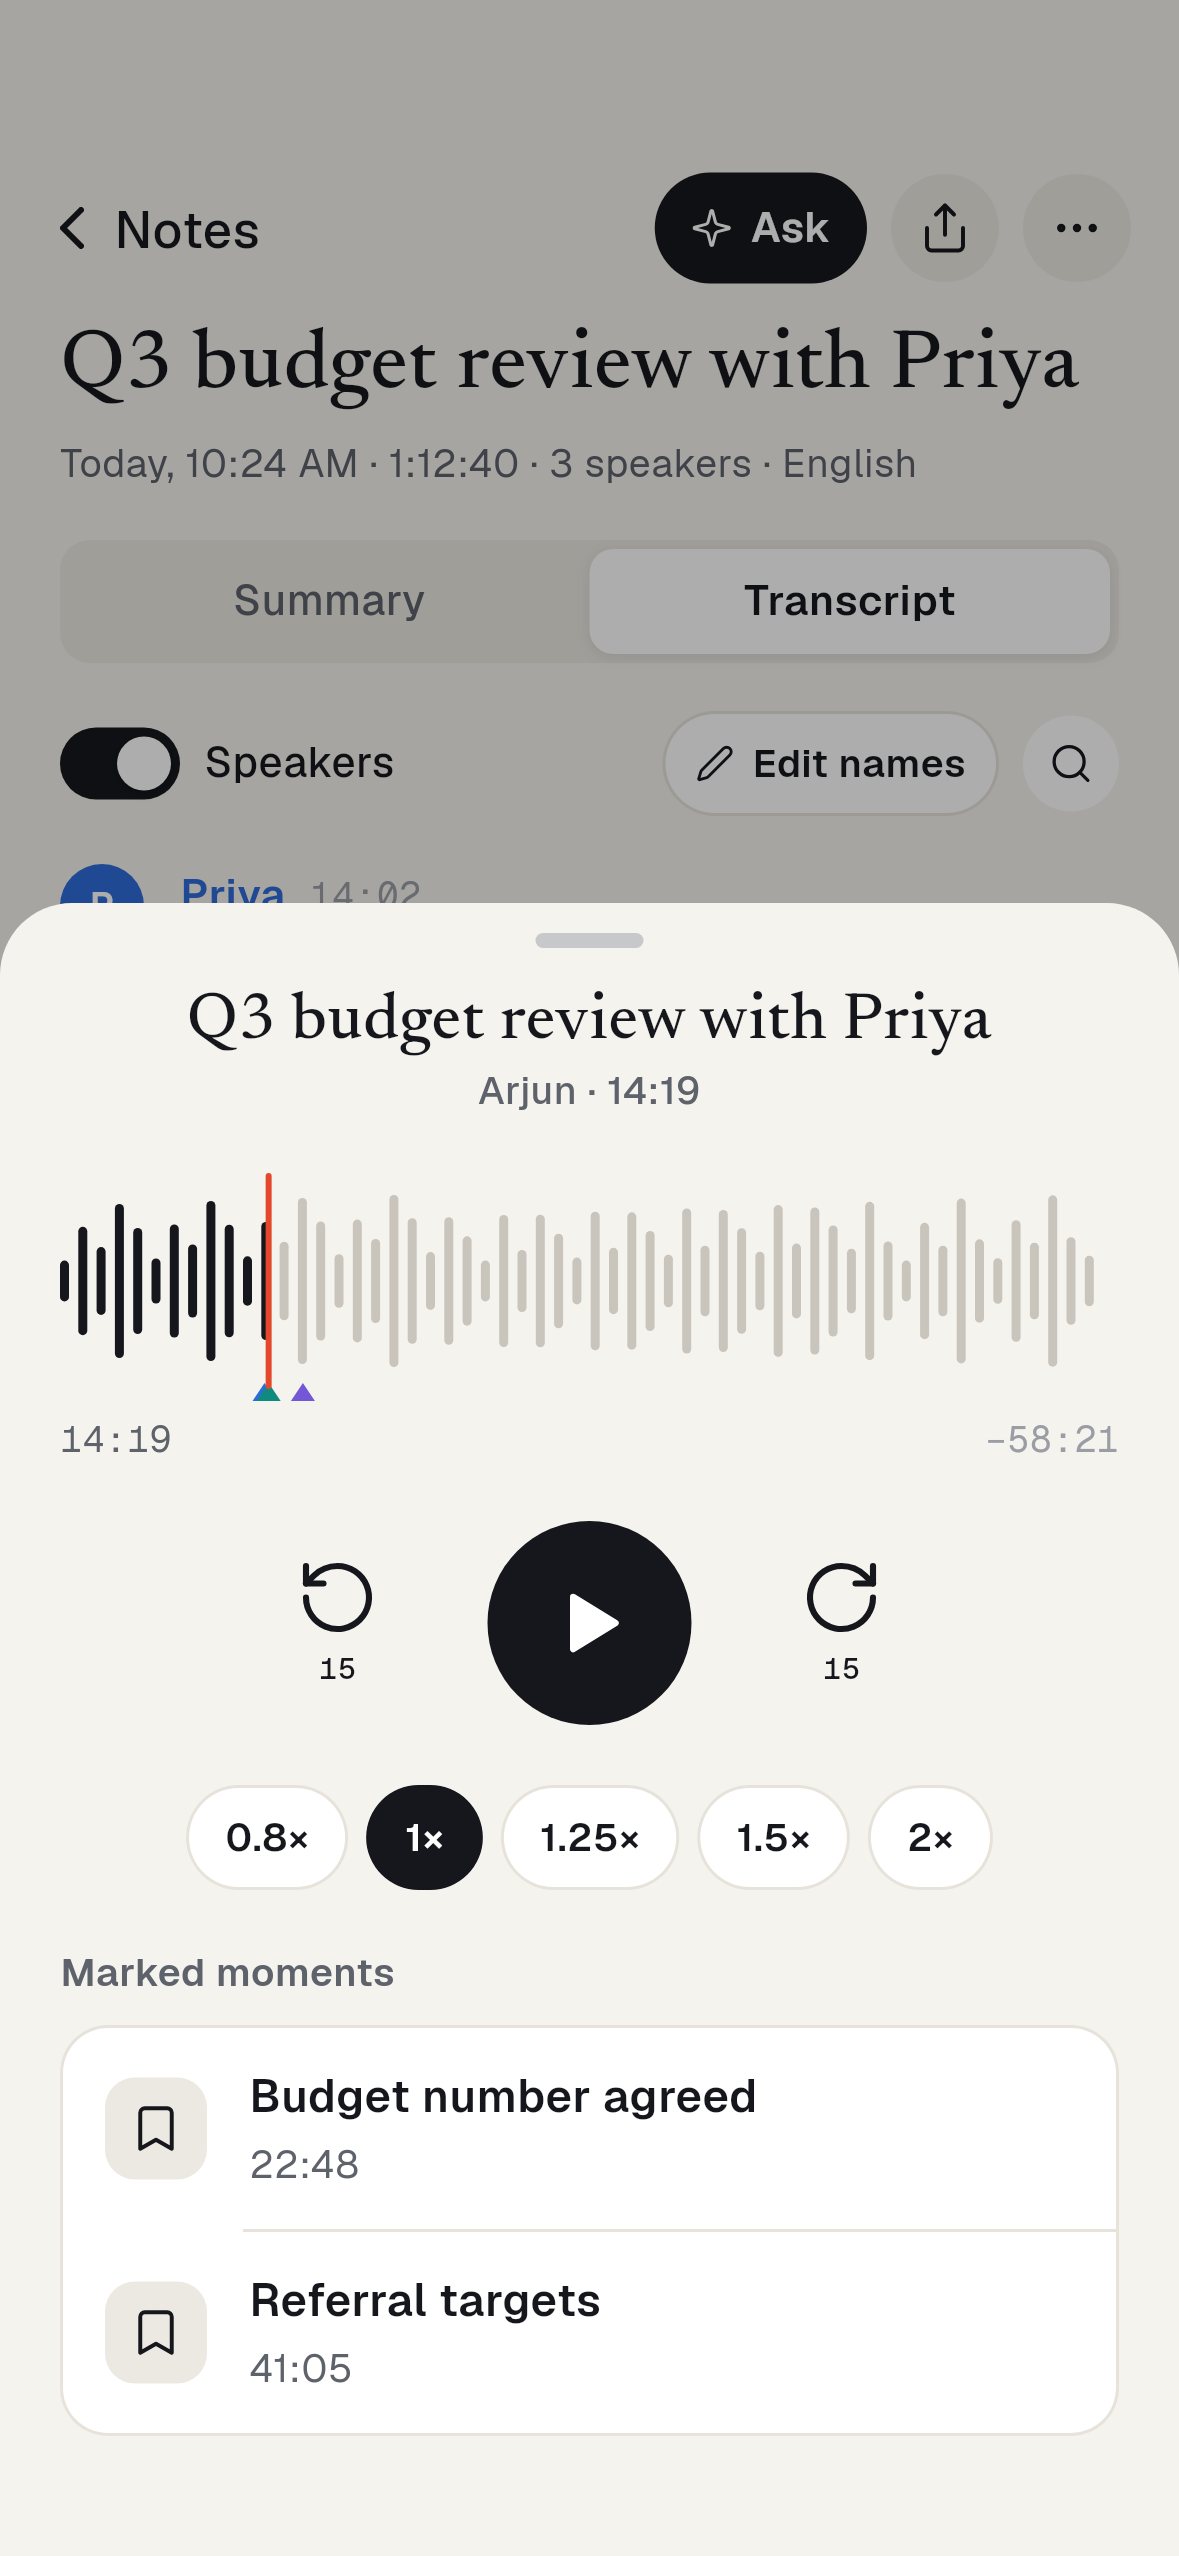 Notes
Ask
Q3 budget review with Priya
Today, 10:24 AM · 1:12:40 · 3 speakers · English
Summary
Transcript
Speakers
Edit names
Priya 14:02
Q3 budget review with Priya
Arjun · 14:19
14:19
−58:21
15
15
0.8×
1×
1.25×
1.5×
2×
Marked moments
Budget number agreed
22:48
Referral targets
41:05